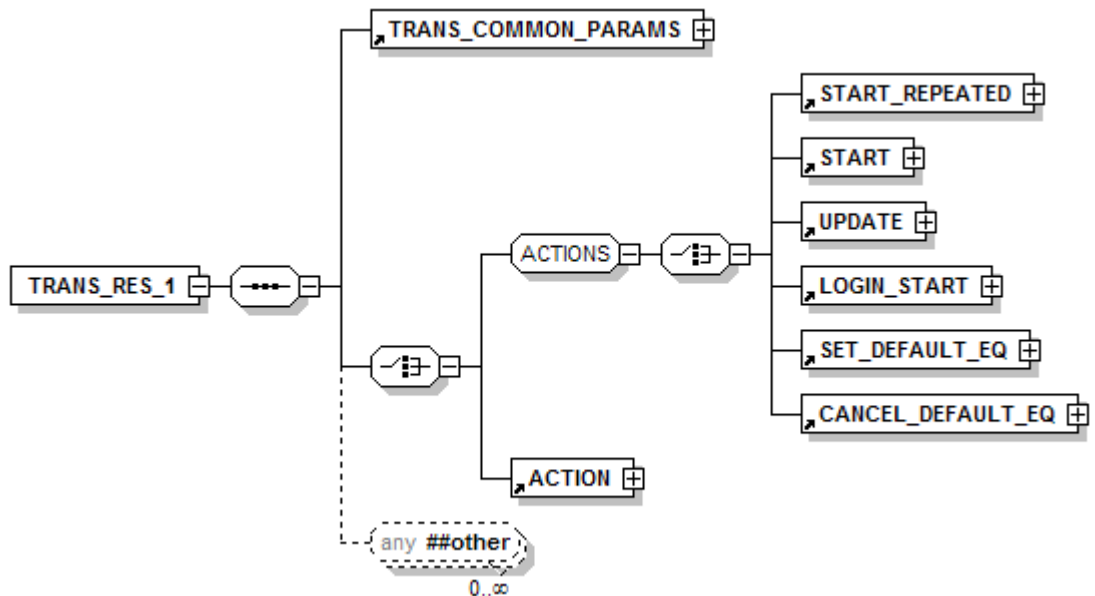 TRANS_COMMON_PARAMS
START_REPEATED
START
UPDATE
ACTIONS
TRANS_RES_1
LOGIN_START
SET_DEFAULT_EQ
CANCEL_DEFAULT_EQ
ACTION
any ##other
0..∞